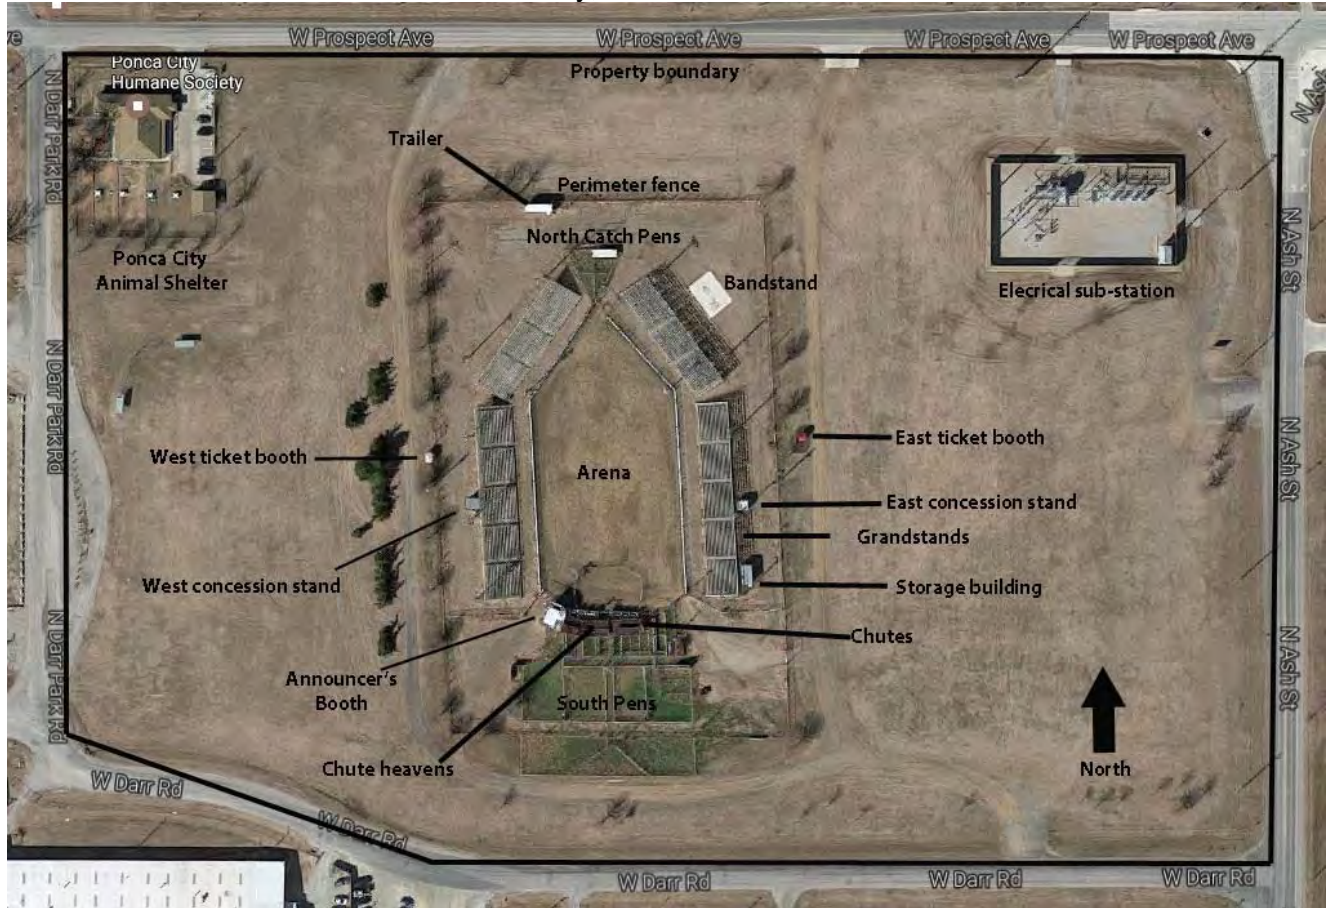 W Prospect Ave
W Prospect Ave
W Prospect Ave
W Prospect Ave
Ponca City
Humane Society
Property boundary
N Darr Park Rd
Trailer
Perimeter fence
North Catch Pens
Bandstand
Ponca City
Animal Shelter
Elecrical sub-station
N Ash St
N Darr Park Rd
West ticket booth
East ticket booth
Arena
N Ash St
East concession stand
Grandstands
West concession stand
Storage building
Chutes
N Darr Park Rd
Announcer's
Booth
South Pens
N Ash St
Chute heavens
North
W Darr Rd
W Darr Rd
W Darr Rd
W Darr Rd
W Darr Rd